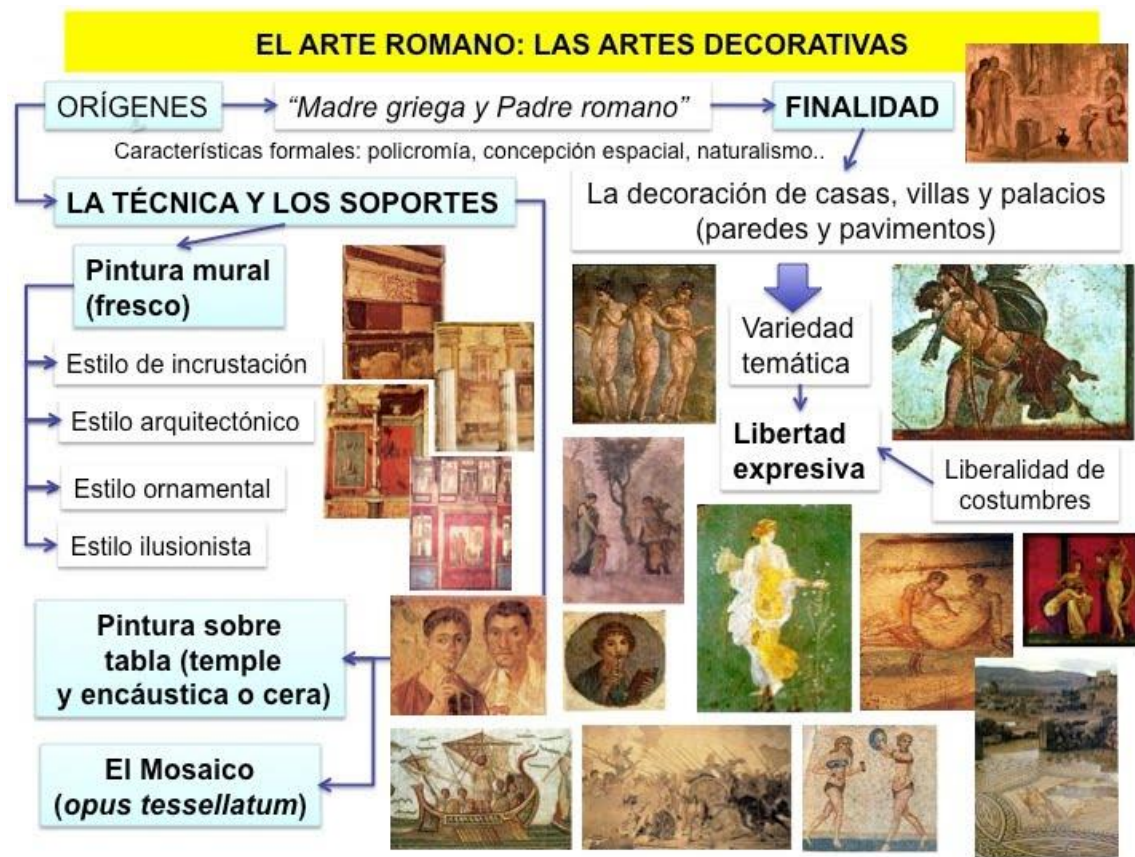 EL ARTE ROMANO: LAS ARTES DECORATIVAS
ORÍGENES
“Madre griega y Padre romano”
FINALIDAD
Características formales: policromía, concepción espacial, naturalismo..
LA TÉCNICA Y LOS SOPORTES
La decoración de casas, villas y palacios
(paredes y pavimentos)
Pintura mural
(fresco)
Variedad
temática
Estilo de incrustación
Estilo arquitectónico
Libertad
expresiva
Liberalidad de
costumbres
Estilo ornamental
Estilo ilusionista
Pintura sobre
tabla (temple
y encáustica o cera)
El Mosaico
(opus tessellatum)